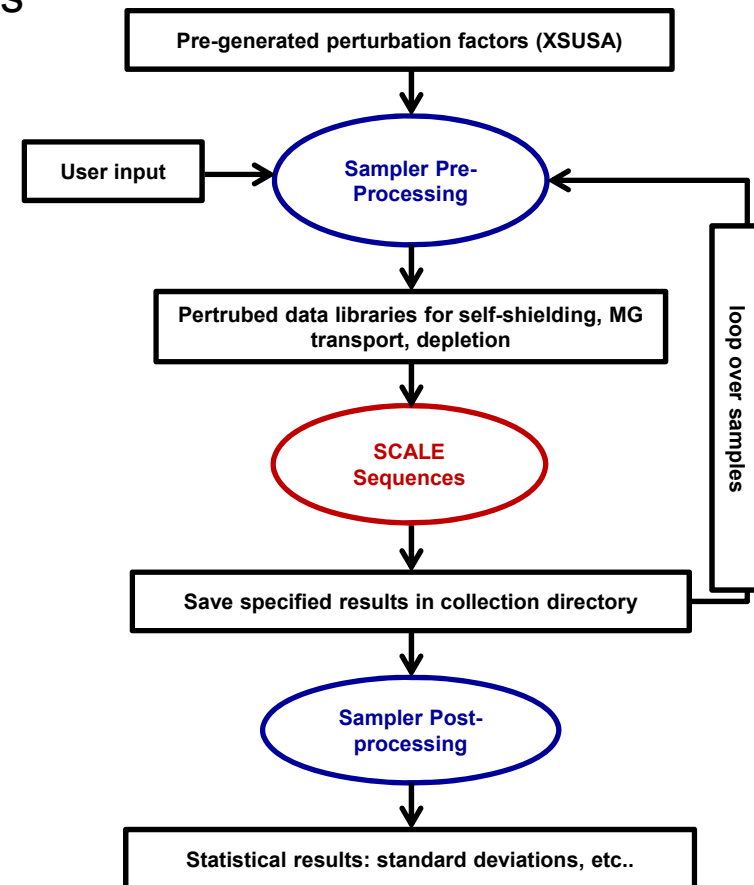 s
Pre-generated perturbation factors (XSUSA)
User input
Sampler Pre-
Processing
Pertrubed data libraries for self-shielding, MG
transport, depletion
loop over samples
SCALE
Sequences
Save specified results in collection directory
Sampler Post-
processing
Statistical results: standard deviations, etc..